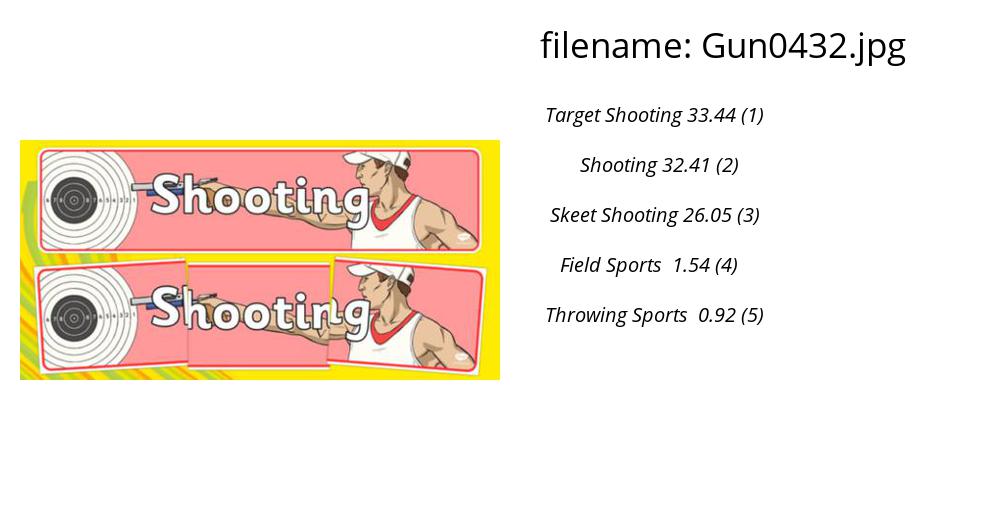 filename: Gun0432.jpg
Target Shooting 33.44 (1)
Shooting 32.41 (2)
Skeet Shooting 26.05 (3)
Field Sports 1.54 (4)
Throwing Sports 0.92 (5)
Shooting
Shooting